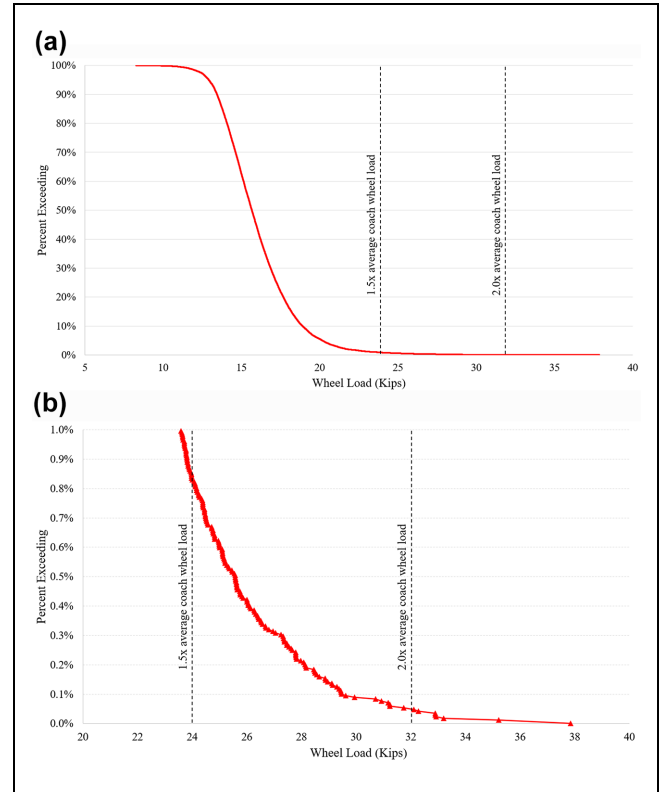 (a)
100%
90%
80%
70%
60%
50%
40%
30%
20%
10%
0%
Percent Exceeding
1.5x average coach wheel load
2.0x average coach wheel load
5 10 15 20 25 30 35 40
Wheel Load (Kips)
(b)
1.0%
0.9%
0.8%
0.7%
0.6%
0.5%
0.4%
0.3%
0.2%
0.1%
0.0%
Percent Exceeding
1.5x average coach wheel load
2.0x average coach wheel load
20 22 24 26 28 30 32 34 36 38 40
Wheel Load (Kips)